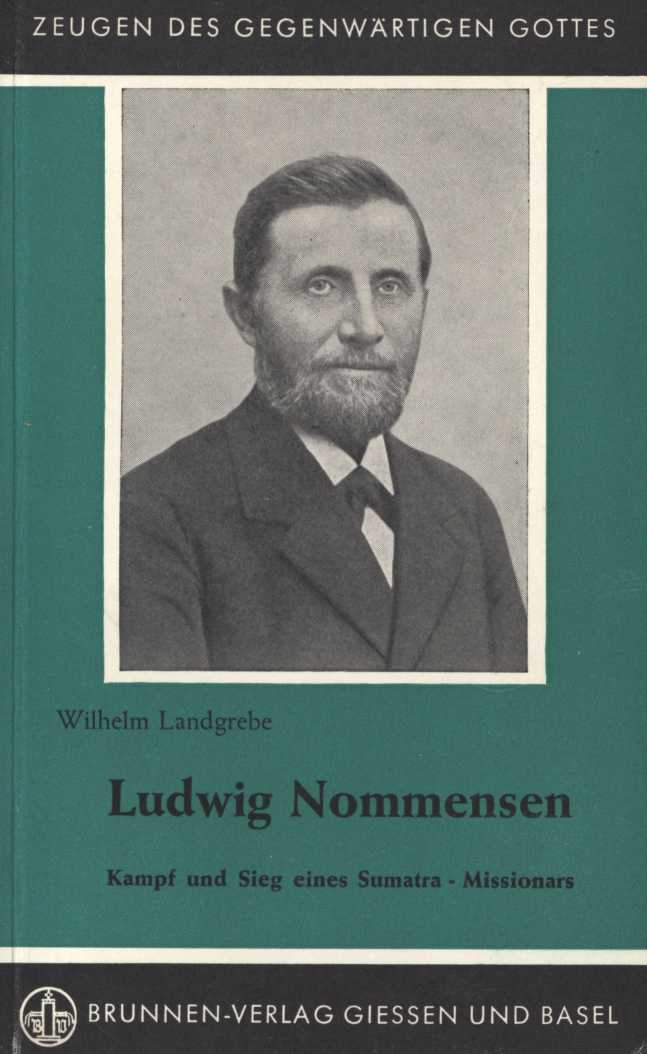 ZEUGEN DES GEGENWÄRTIGEN GOTTES
Wilhelm Landgrebe
Ludwig Nommensen
Kampf und Sieg eines Sumatra - Missionars
BRUNNEN-VERLAG GIESSEN UND BASEL